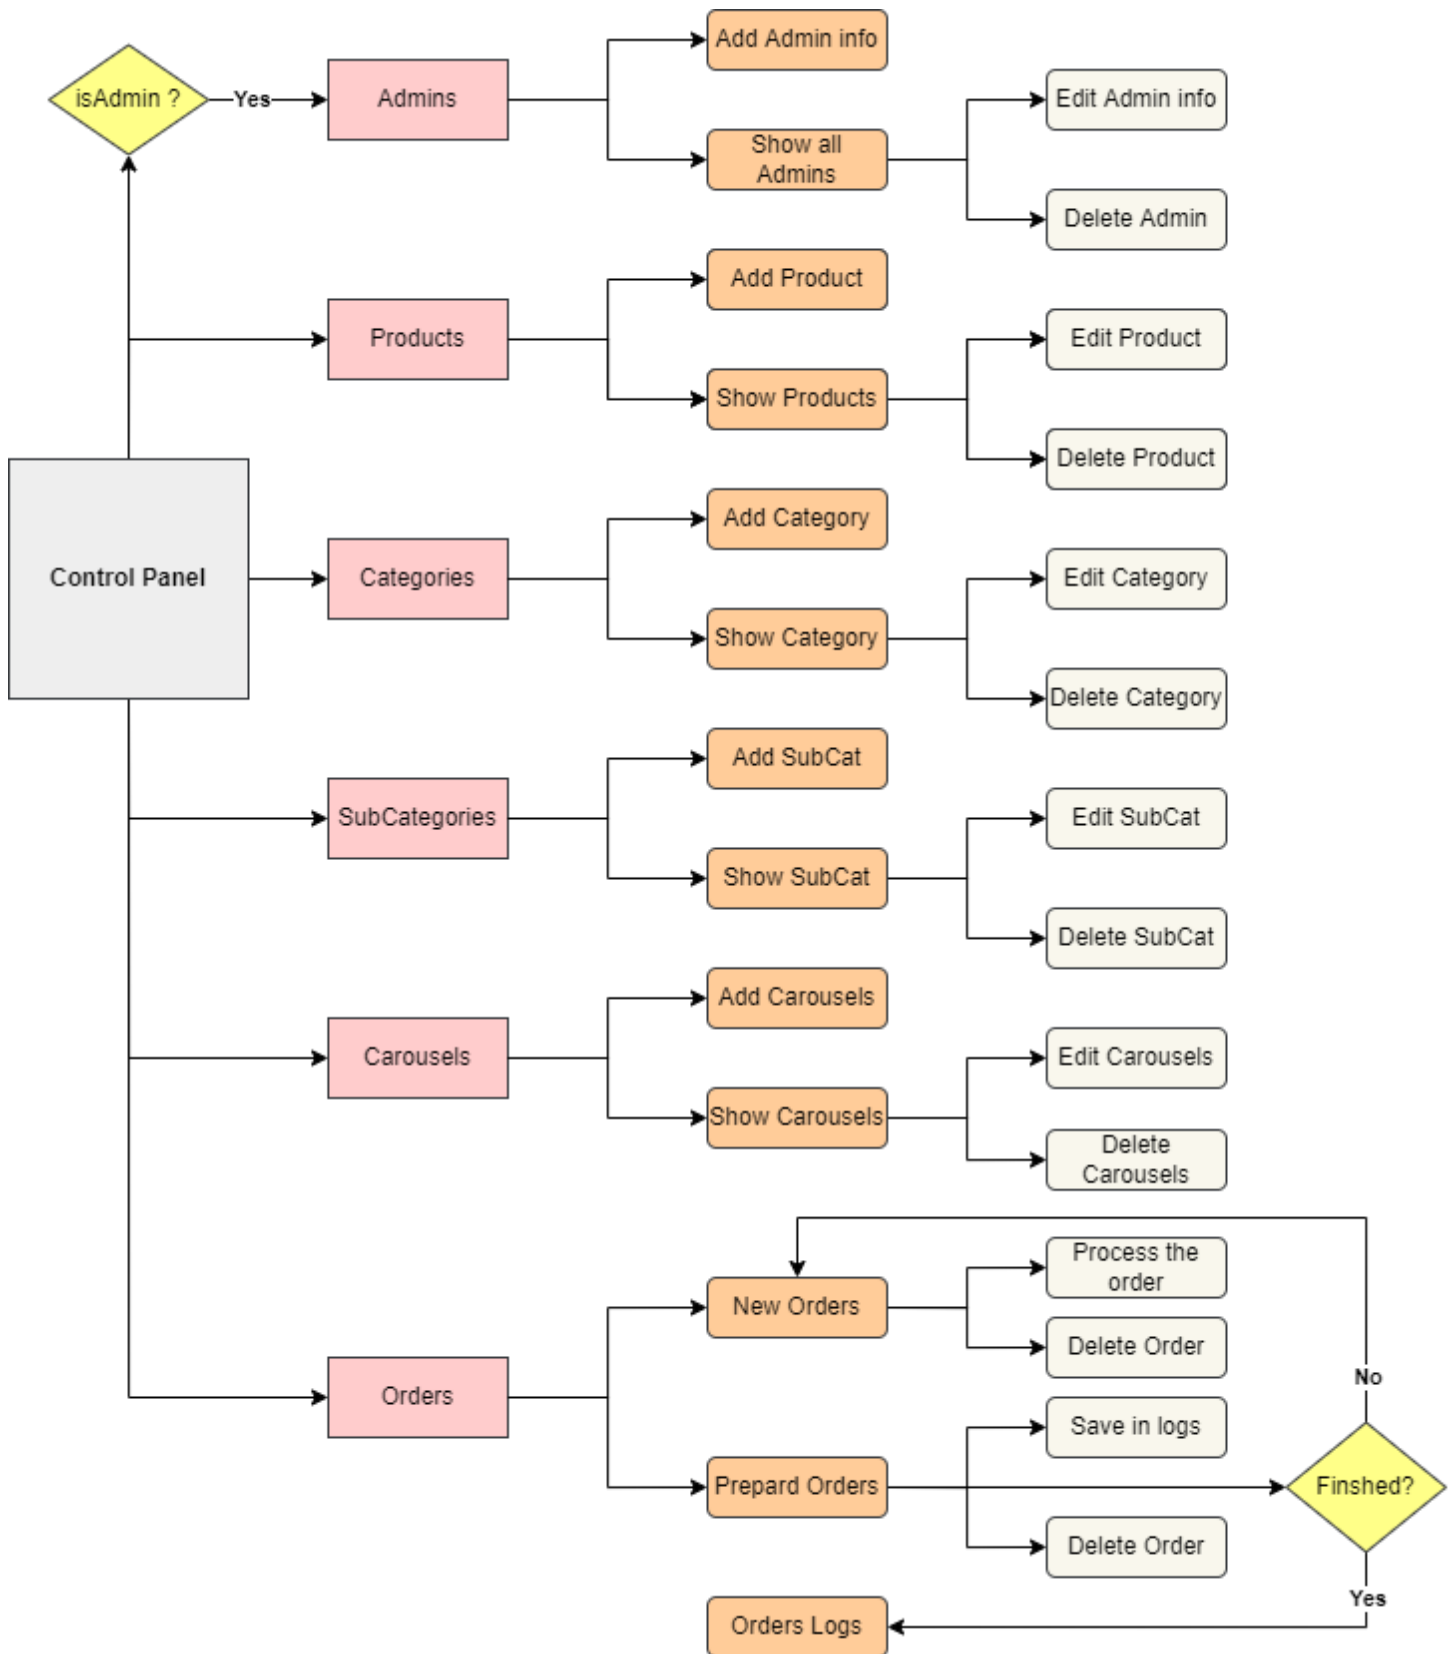 Add Admin info
isAdmin ?
Yes
Admins
Edit Admin info
Show all
Admins
Delete Admin
Add Product
Products
Edit Product
Show Products
Delete Product
Add Category
Control Panel
Categories
Edit Category
Show Category
Delete Category
Add SubCat
SubCategories
Edit SubCat
Show SubCat
Delete SubCat
Add Carousels
Carousels
Edit Carousels
Show Carousels
Delete
Carousels
Process the
order
New Orders
Delete Order
No
Orders
Save in logs
Prepard Orders
Finshed?
Delete Order
Yes
Orders Logs